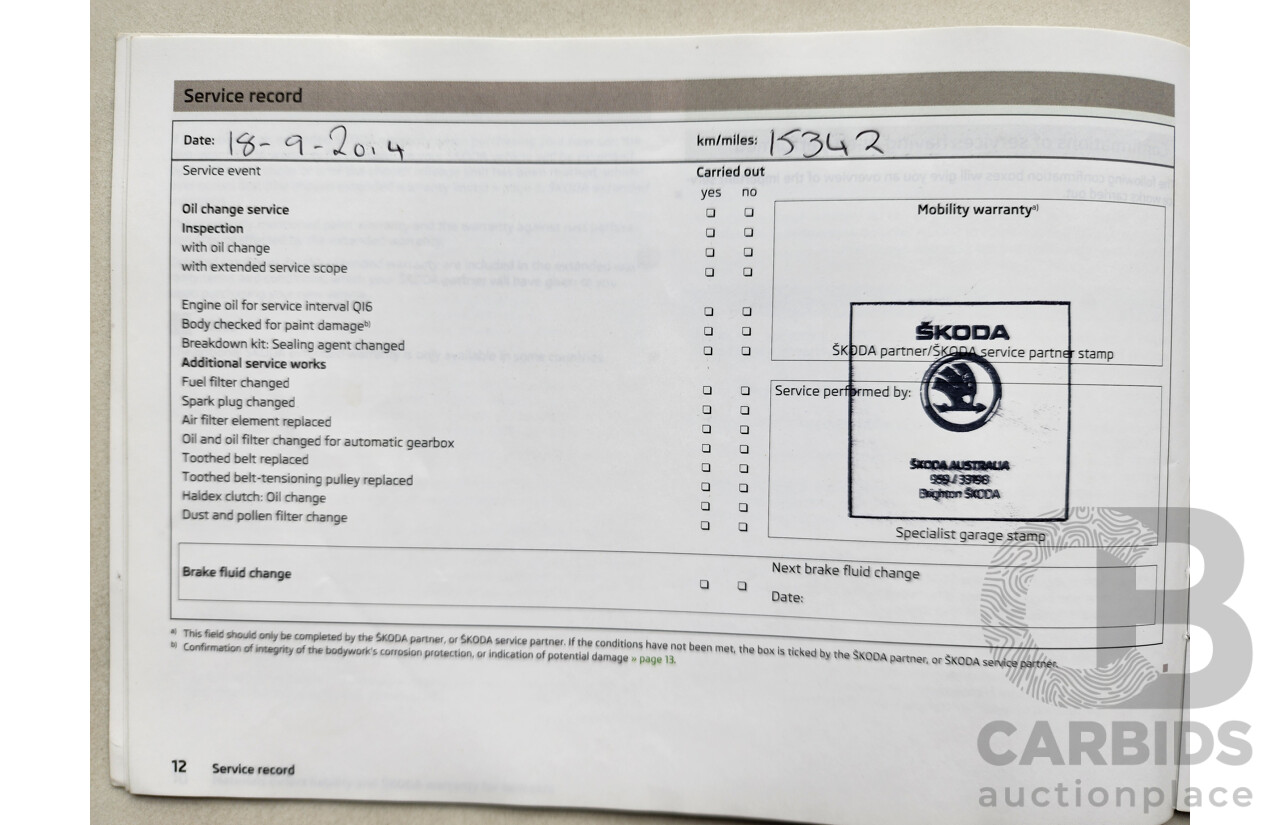 Service record
Date: 18-9-2014 km/miles: 15342
Service event Carried out
yes no
Oil change service
Inspection
with oil change
with extended service scope
Engine oil for service interval QI6
Body checked for paint damage b)
Breakdown kit: Sealing agent changed
Additional service works
Fuel filter changed
Spark plug changed
Air filter element replaced
Oil and oil filter changed for automatic gearbox
Toothed belt replaced
Toothed belt-tensioning pulley replaced
Haldex clutch: Oil change
Dust and pollen filter change
Mobility warranty a)
ŠKODA
ŠKODA partner/ŠKODA service partner stamp
Service performed by:
ŠKODA AUSTRALIA
Brighton ŠKODA
Specialist garage stamp
Brake fluid change
Next brake fluid change
Date:
a) This field should only be completed by the ŠKODA partner, or ŠKODA service partner. If the conditions have not been met, the box is ticked by the ŠKODA partner, or ŠKODA service partner.
b) Confirmation of integrity of the bodywork's corrosion protection, or indication of potential damage » page 13.
12 Service record
CB
CARBIDS
auctionplace